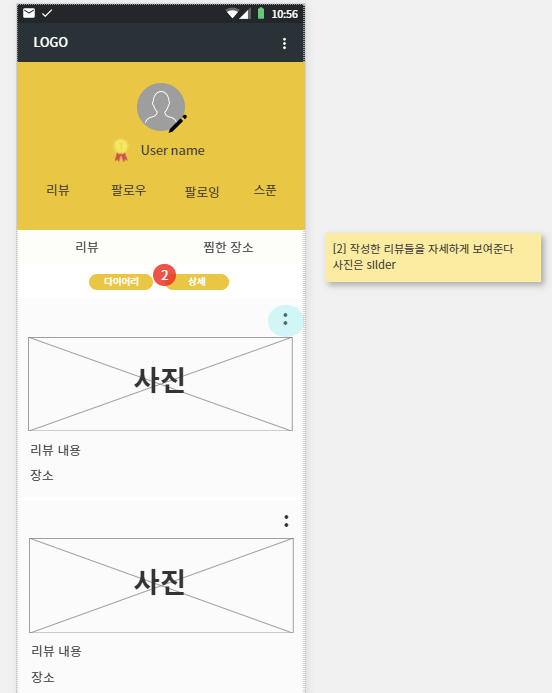 10:56
LOGO
User name
리뷰
팔로우
팔로잉
스푼
리뷰
찜한 장소
다이어리
2
상세
[2] 작성한 리뷰들을 자세하게 보여준다
사진은 sIlder
사진
리뷰 내용
장소
사진
리뷰 내용
장소